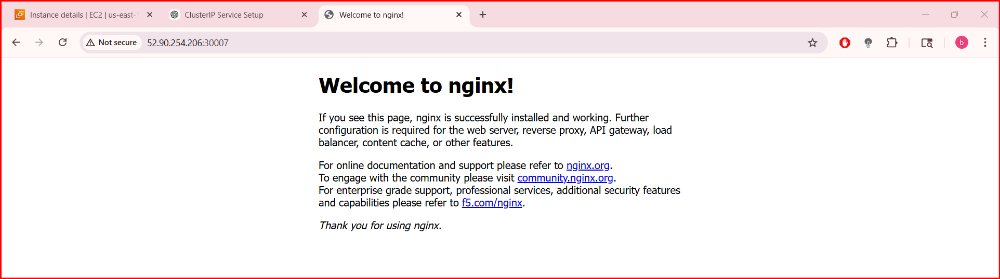 Instance details | EC2 | us-east-
ClusterIP Service Setup
Welcome to nginx!
Not secure
52.90.254.206:30007
b
Welcome to nginx!
If you see this page, nginx is successfully installed and working. Further
configuration is required for the web server, reverse proxy, API gateway, load
balancer, content cache, or other features.
For online documentation and support please refer to nginx.org.
To engage with the community please visit community.nginx.org.
For enterprise grade support, professional services, additional security features
and capabilities please refer to f5.com/nginx.
Thank you for using nginx.